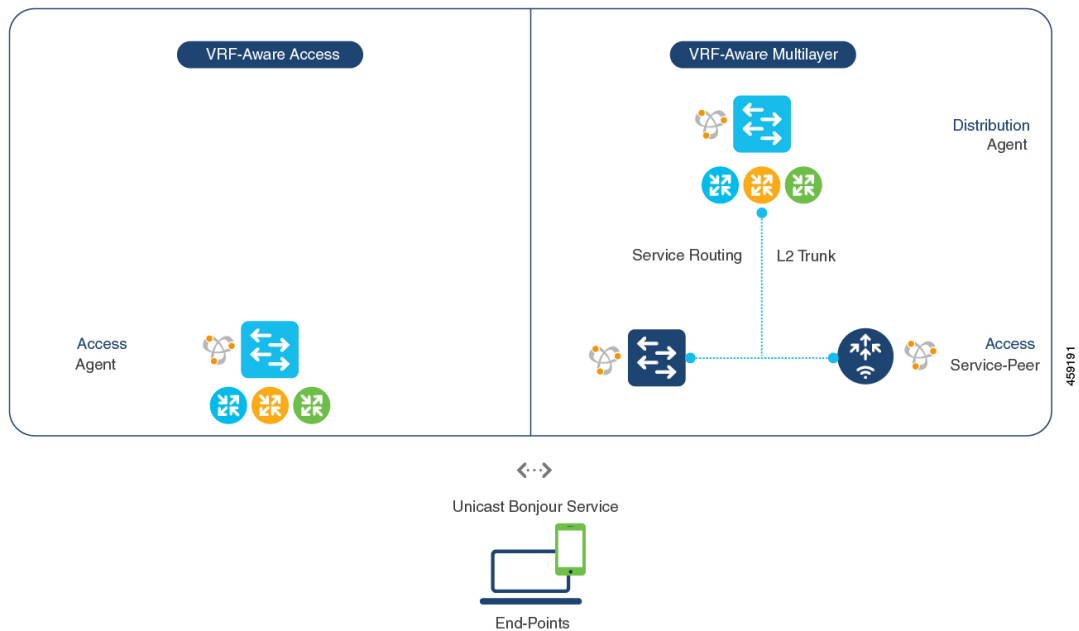 VRF-Aware Access
VRF-Aware Multilayer
Distribution
Agent
Service Routing
L2 Trunk
Access
Agent
Access
Service-Peer
459191
Unicast Bonjour Service
End-Points